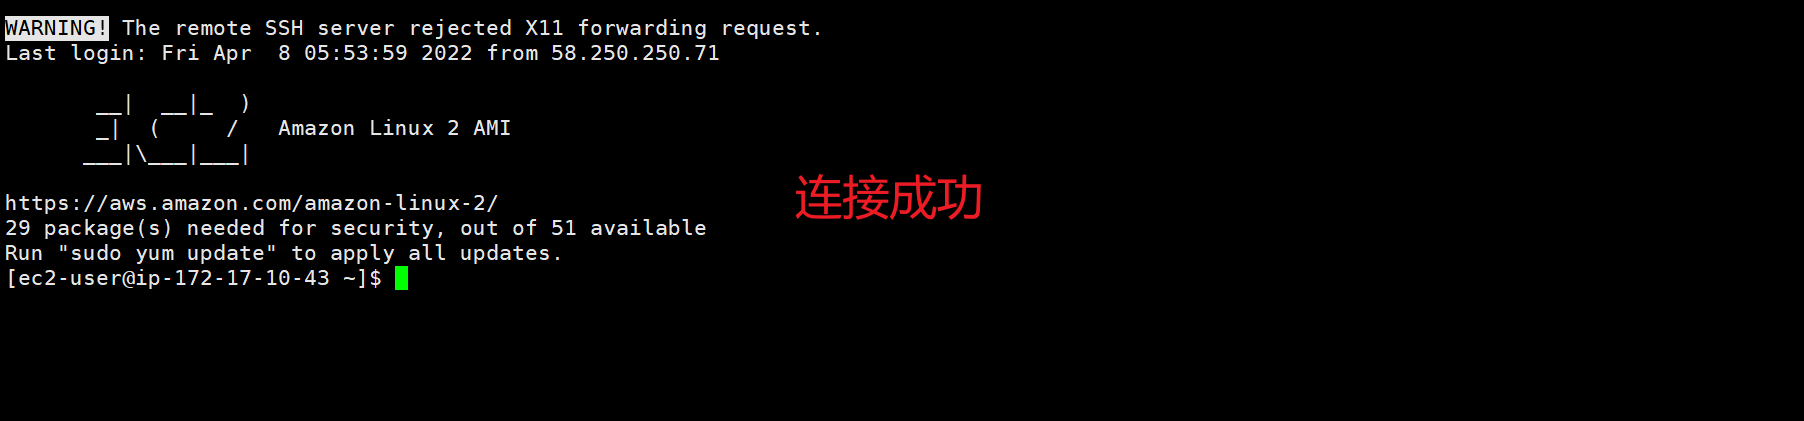 WARNING! The remote SSH server rejected X11 forwarding request.
Last login: Fri Apr  8 05:53:59 2022 from 58.250.250.71
       __|  __|_  )
       _|  (     /   Amazon Linux 2 AMI
      ___|\___|___|
连接成功
https://aws.amazon.com/amazon-linux-2/
29 package(s) needed for security, out of 51 available
Run "sudo yum update" to apply all updates.
[ec2-user@ip-172-17-10-43 ~]$